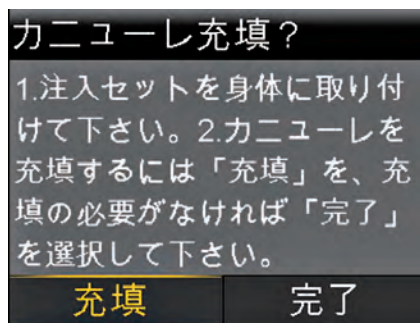 カニューレ充填？
1.注入セットを身体に取り付
けて下さい。2.カニューレを
充填するには「充填」を、充
填の必要がなければ「完了」
を選択して下さい。
充填
完了